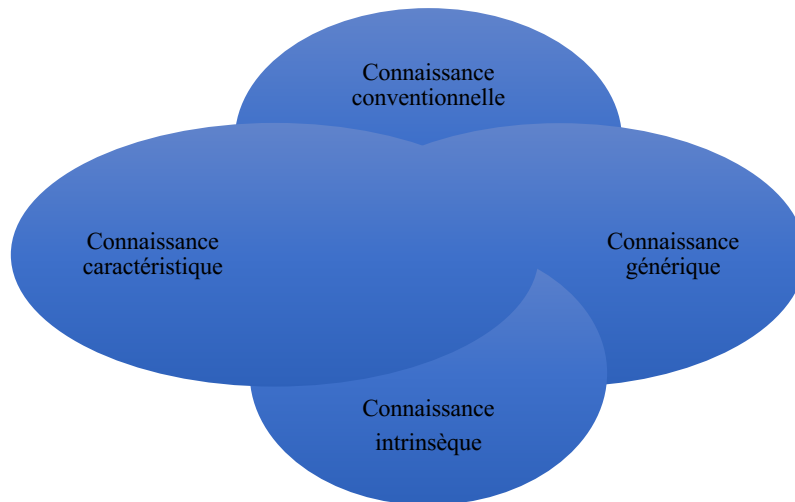 Connaissance
conventionnelle
Connaissance
caractéristique
Connaissance
générique
Connaissance
intrinsèque